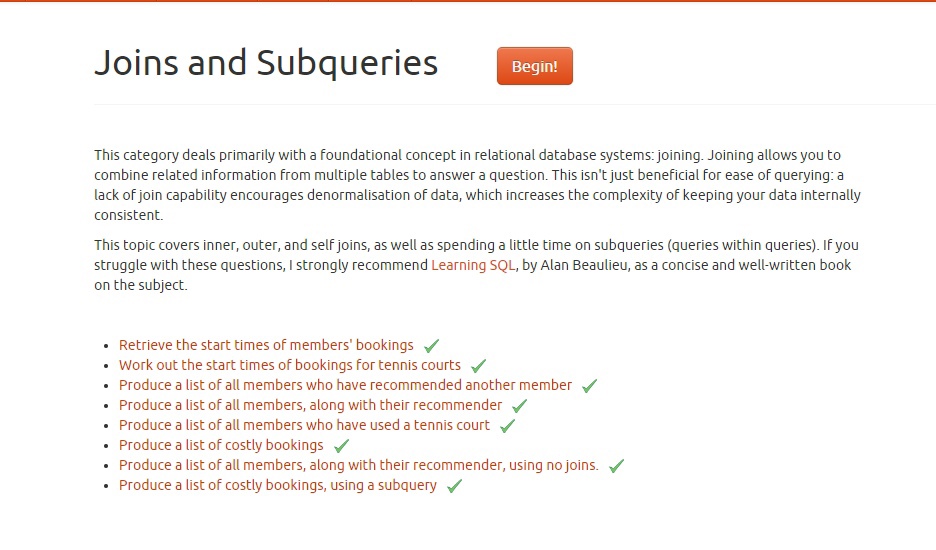 Joins and Subqueries
Begin!
This category deals primarily with a foundational concept in relational database systems: joining. Joining allows you to
combine related information from multiple tables to answer a question. This isn't just beneficial for ease of querying: a
lack of join capability encourages denormalisation of data, which increases the complexity of keeping your data internally
consistent.
This topic covers inner, outer, and self joins, as well as spending a little time on subqueries (queries within queries). If you
struggle with these questions, I strongly recommend Learning SQL, by Alan Beaulieu, as a concise and well-written book
on the subject.
Retrieve the start times of members' bookings
Work out the start times of bookings for tennis courts
Produce a list of all members who have recommended another member
Produce a list of all members, along with their recommender
Produce a list of all members who have used a tennis court
Produce a list of costly bookings
Produce a list of all members, along with their recommender, using no joins.
Produce a list of costly bookings, using a subquery